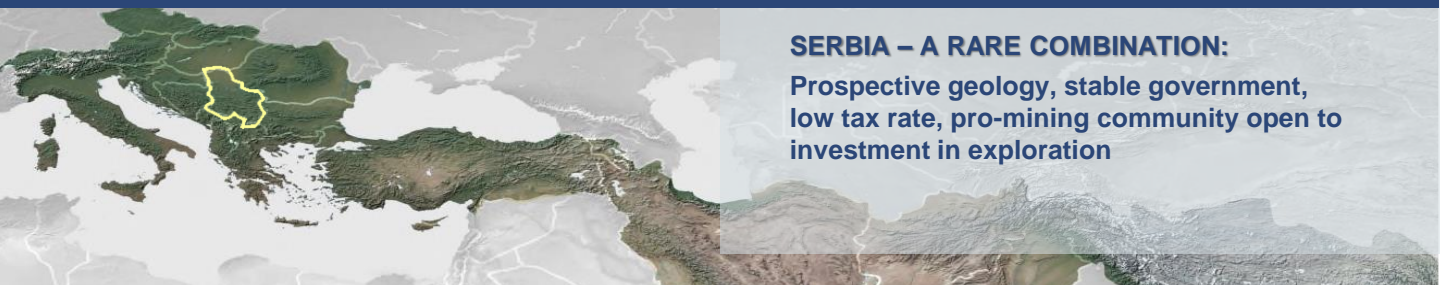 SERBIA – A RARE COMBINATION:
Prospective geology, stable government,
low tax rate, pro-mining community open to
investment in exploration